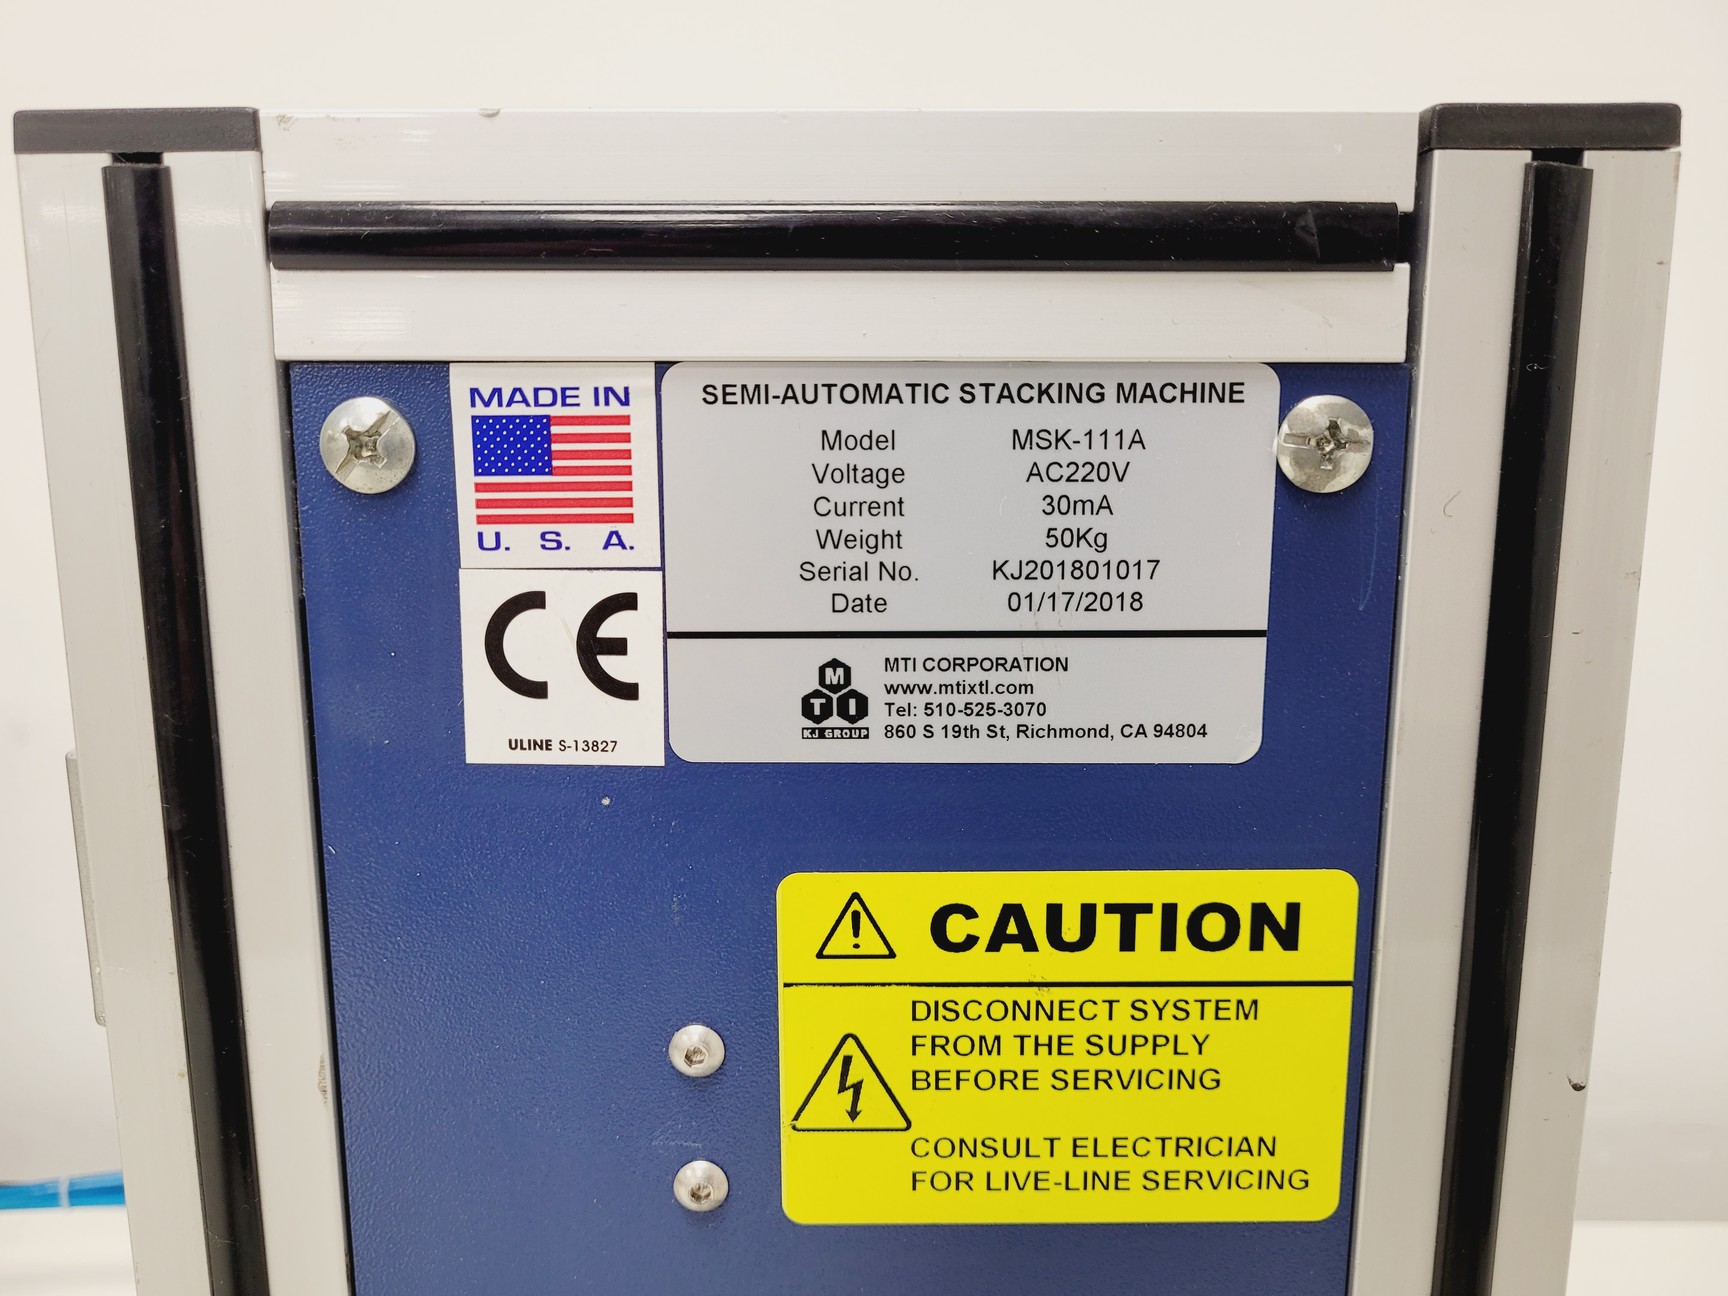 MADE IN
U. S. A.
CE
ULINE S-13827
SEMI-AUTOMATIC STACKING MACHINE
Model MSK-111A
Voltage AC220V
Current 30mA
Weight 50Kg
Serial No. KJ201801017
Date 01/17/2018
M
T I
KJ GROUP
MTI CORPORATION
www.mtixtl.com
Tel: 510-525-3070
860 S 19th St, Richmond, CA 94804
! CAUTION
DISCONNECT SYSTEM
FROM THE SUPPLY
BEFORE SERVICING
CONSULT ELECTRICIAN
FOR LIVE-LINE SERVICING